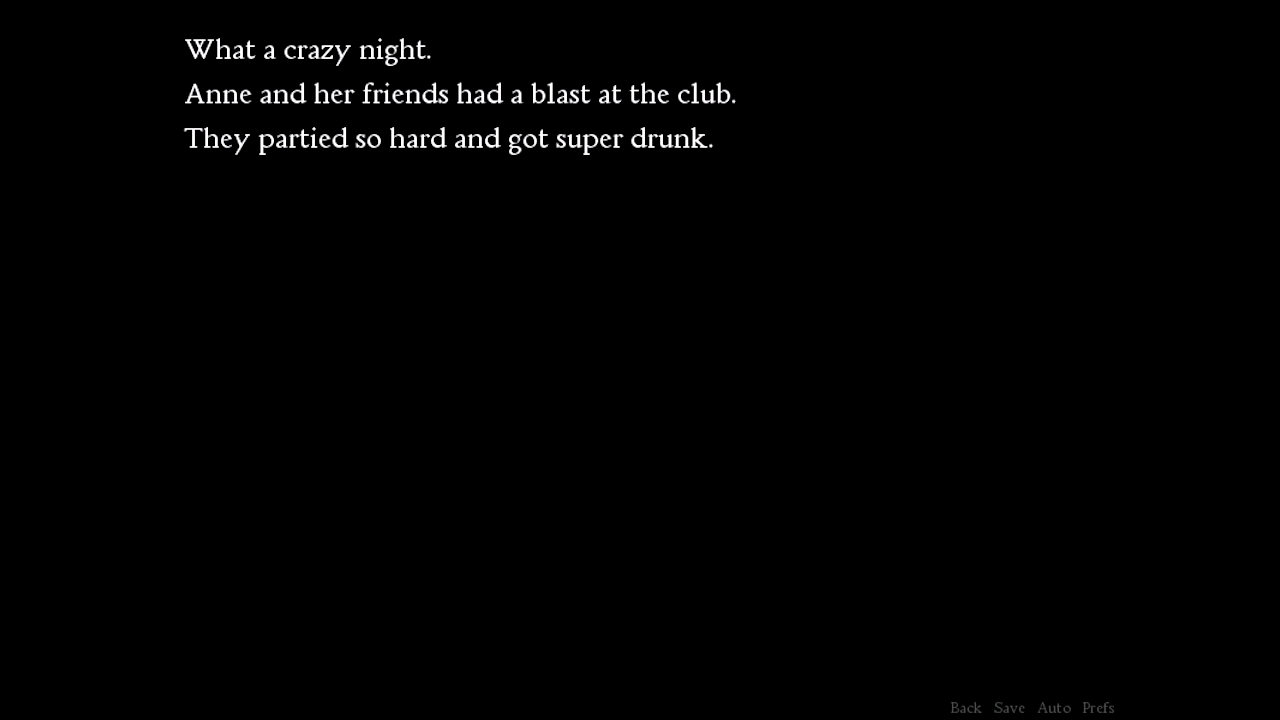 What a crazy night.
Anne and her friends had a blast at the club.
They partied so hard and got super drunk.
Back Save Auto Prefs